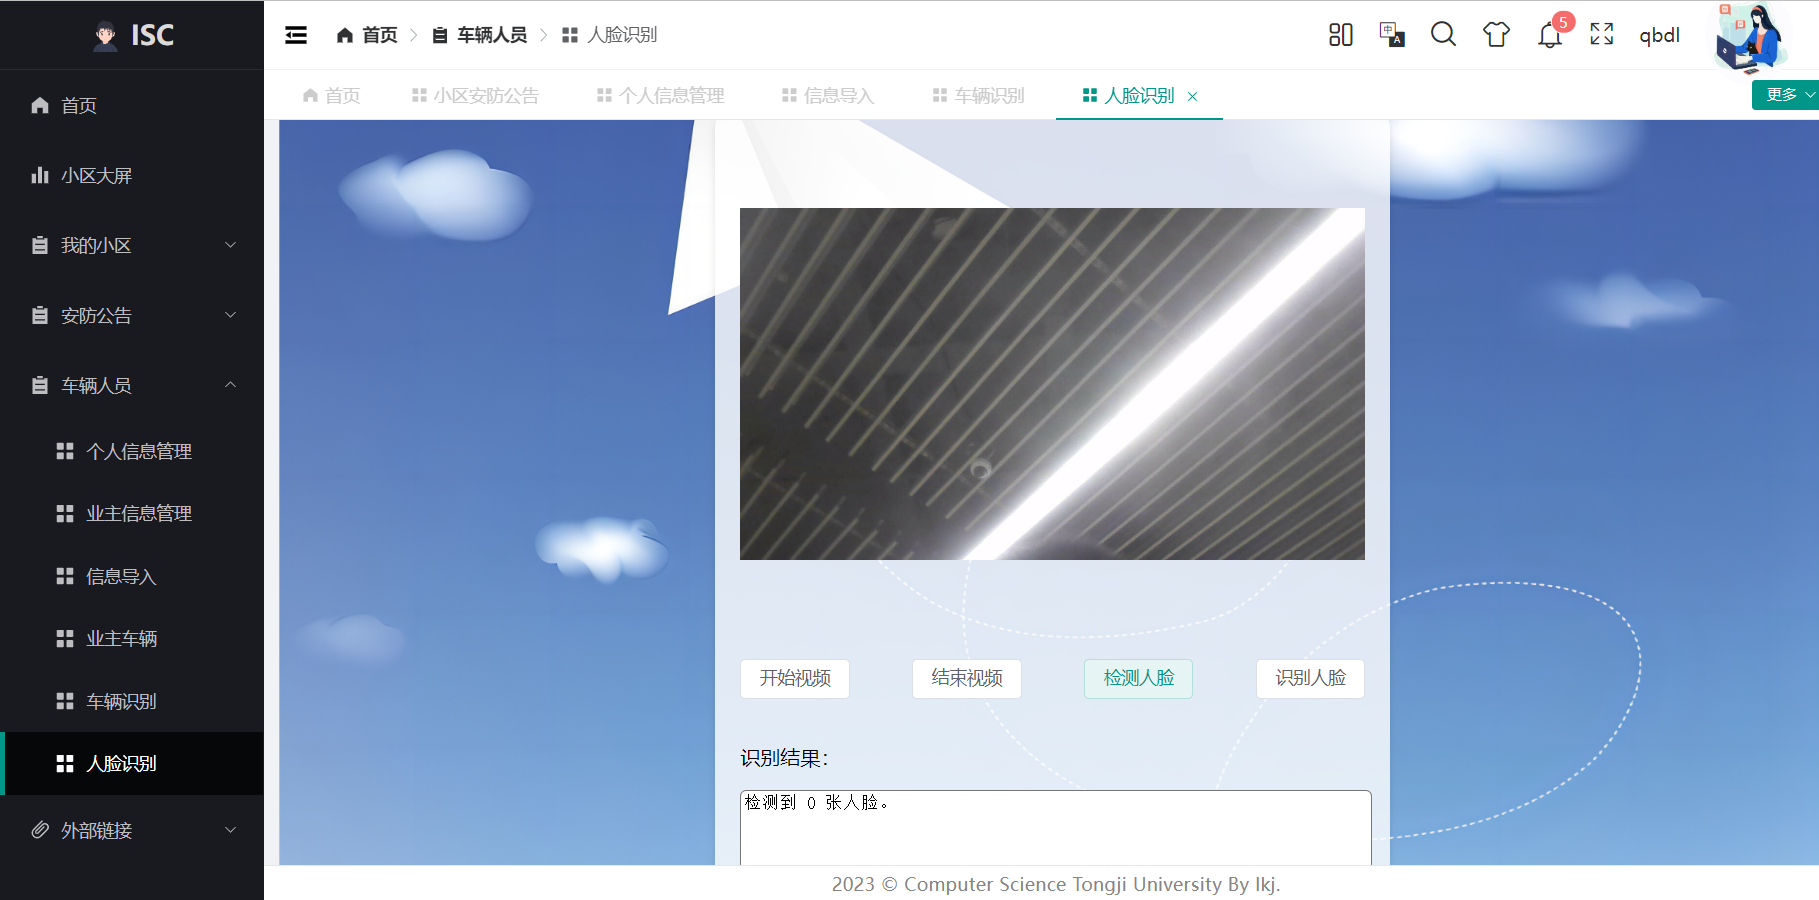 ISC
首页
小区大屏
我的小区
安防公告
车辆人员
个人信息管理
业主信息管理
信息导入
业主车辆
车辆识别
人脸识别
外部链接
首页 车辆人员 人脸识别
中 A
5
qbdl
首页 小区安防公告 个人信息管理 信息导入 车辆识别 人脸识别
更多
开始视频 结束视频 检测人脸 识别人脸
识别结果：
检测到 0 张人脸。
2023 © Computer Science Tongji University By lkj.